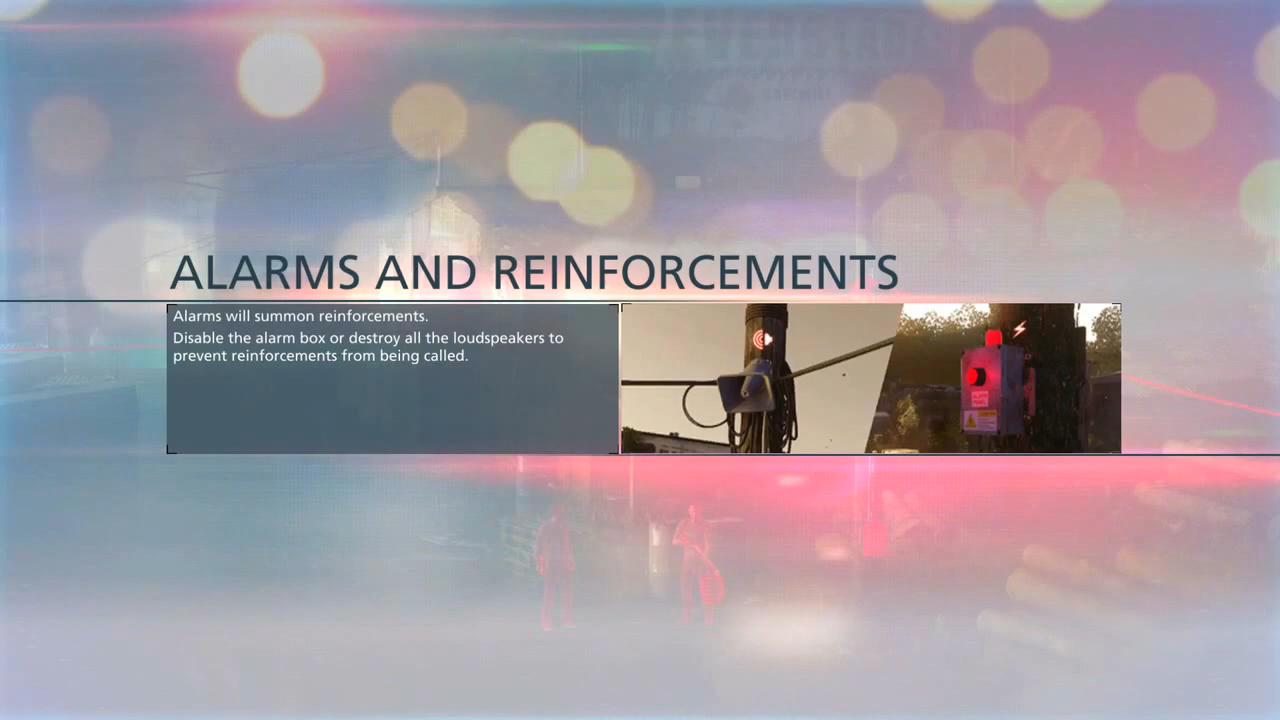 ALARMS AND REINFORCEMENTS
Alarms will summon reinforcements.
Disable the alarm box or destroy all the loudspeakers to
prevent reinforcements from being called.